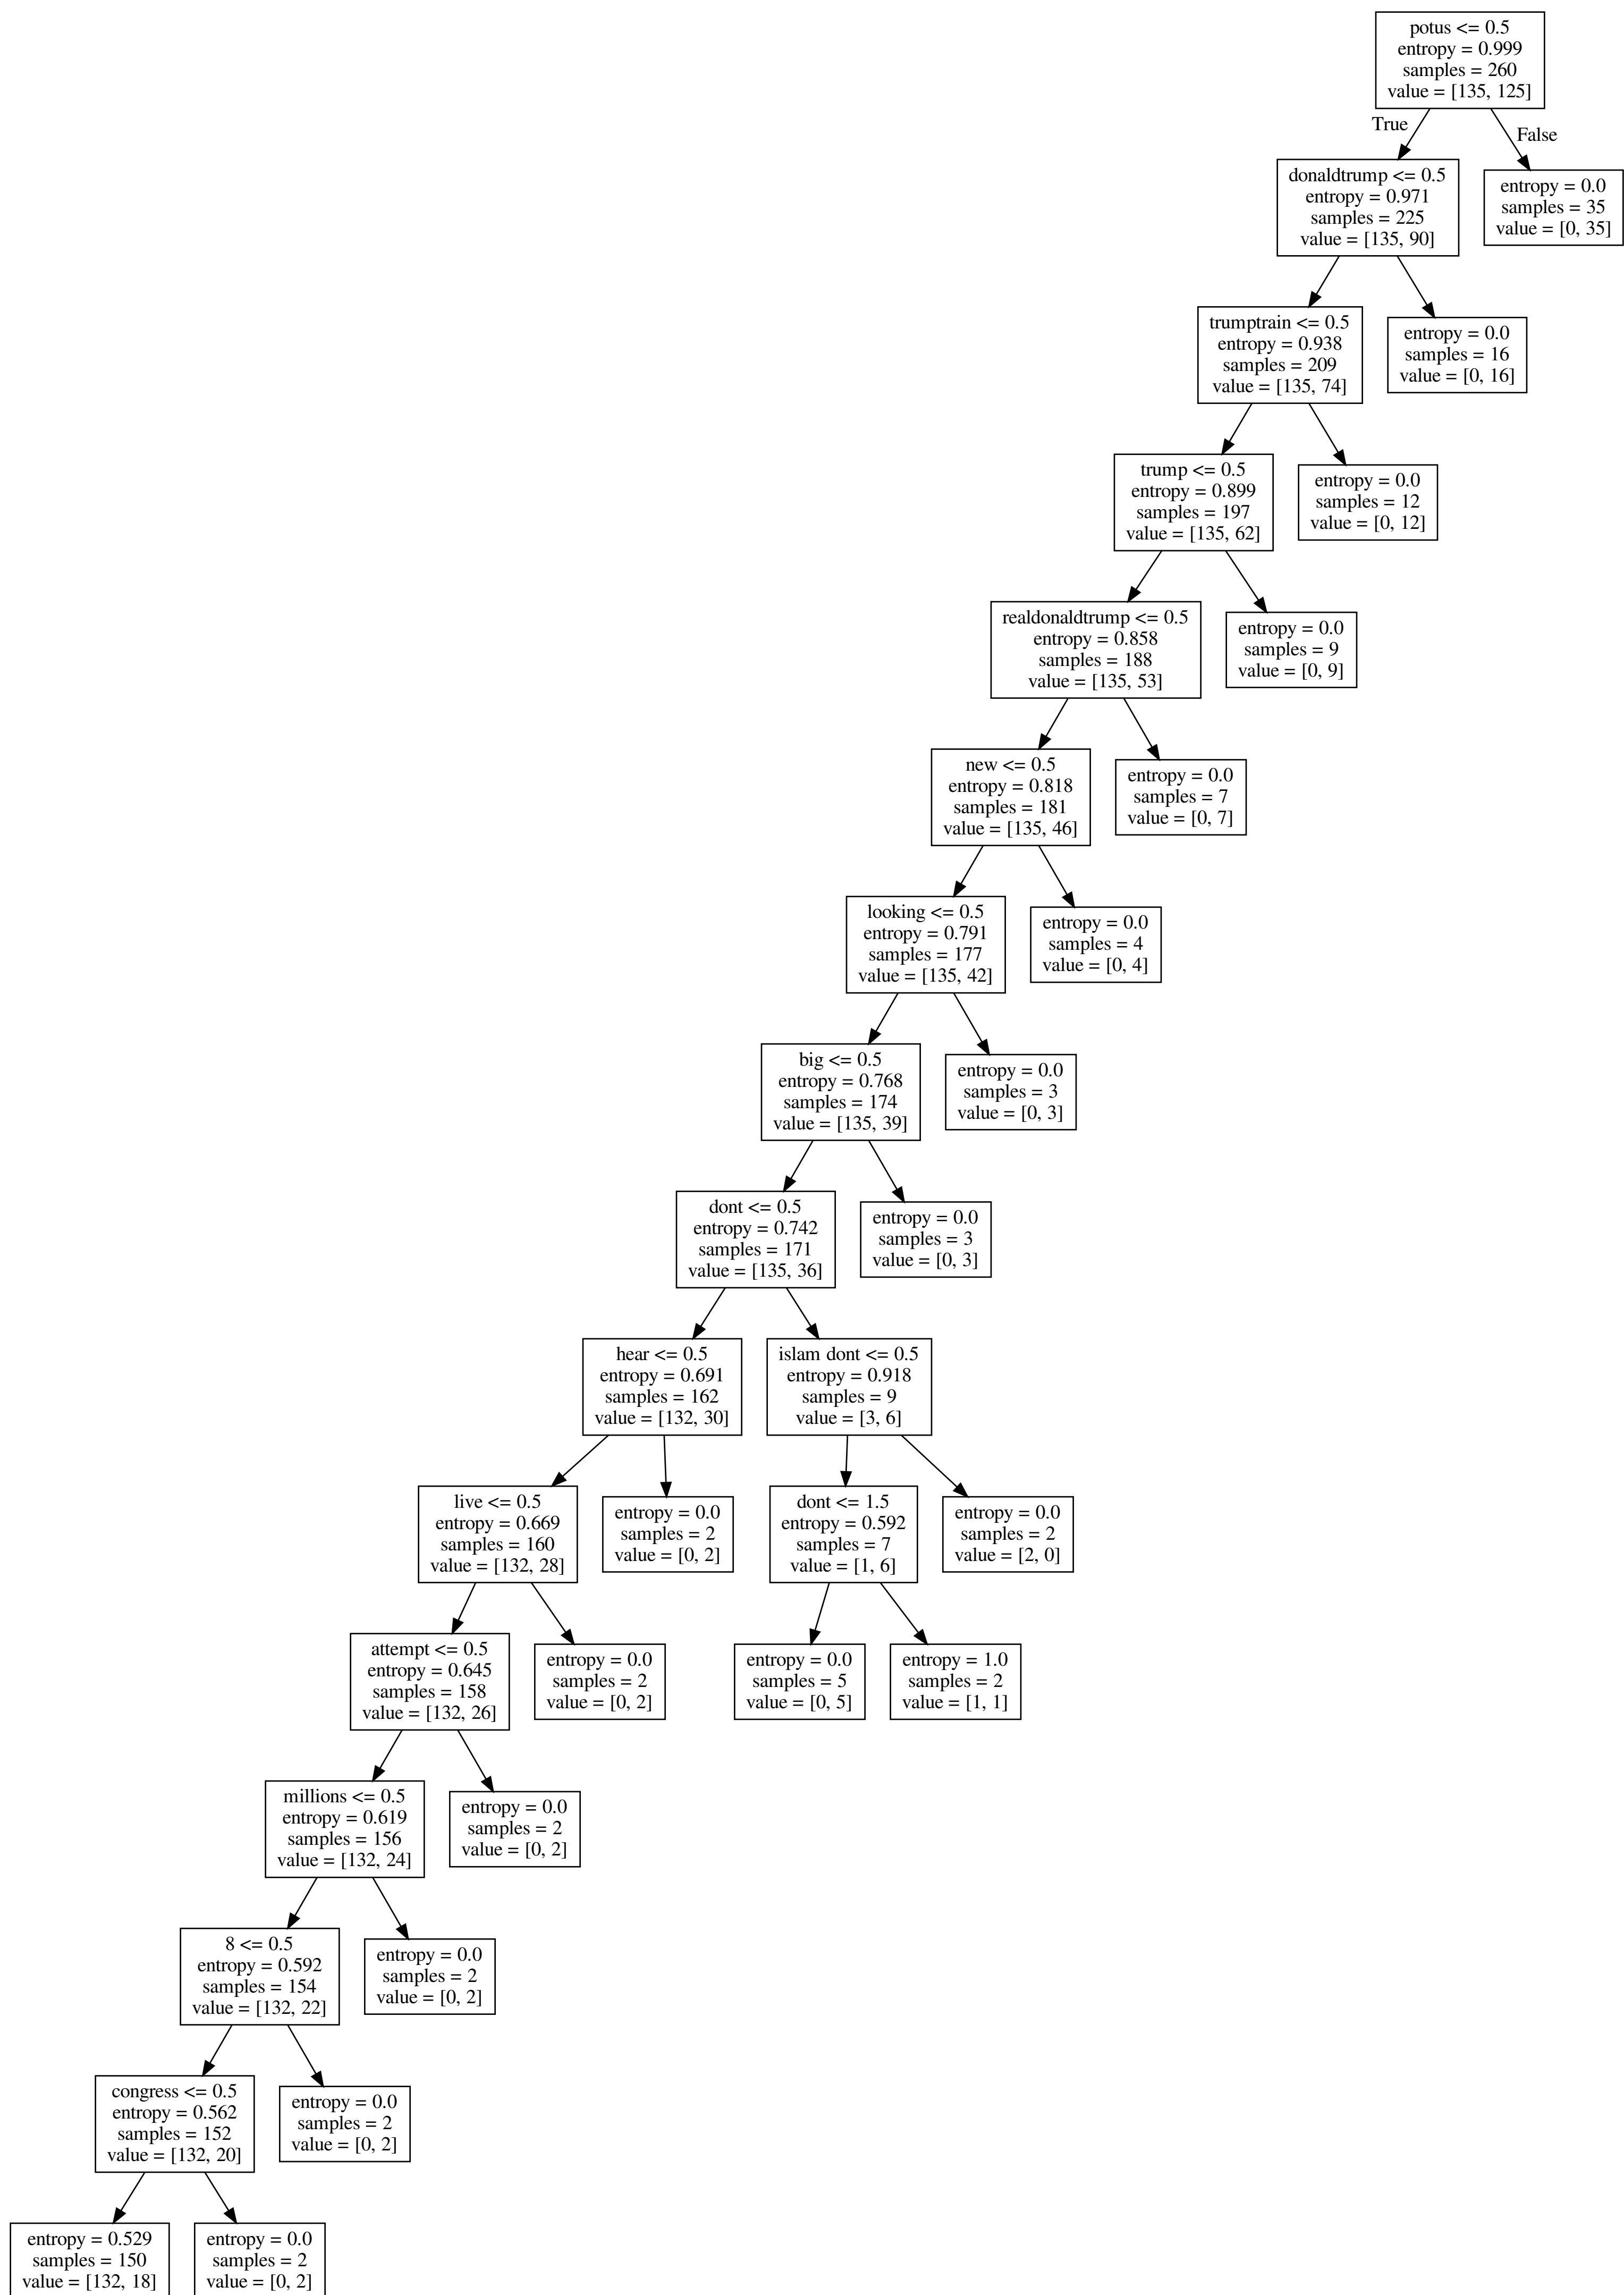 potus <= 0.5
entropy = 0.999
samples = 260
value = [135, 125]
True
False
donaldtrump <= 0.5
entropy = 0.971
samples = 225
value = [135, 90]
entropy = 0.0
samples = 35
value = [0, 35]
trumptrain <= 0.5
entropy = 0.938
samples = 209
value = [135, 74]
entropy = 0.0
samples = 16
value = [0, 16]
trump <= 0.5
entropy = 0.899
samples = 197
value = [135, 62]
entropy = 0.0
samples = 12
value = [0, 12]
realdonaldtrump <= 0.5
entropy = 0.858
samples = 188
value = [135, 53]
entropy = 0.0
samples = 9
value = [0, 9]
new <= 0.5
entropy = 0.818
samples = 181
value = [135, 46]
entropy = 0.0
samples = 7
value = [0, 7]
looking <= 0.5
entropy = 0.791
samples = 177
value = [135, 42]
entropy = 0.0
samples = 4
value = [0, 4]
big <= 0.5
entropy = 0.768
samples = 174
value = [135, 39]
entropy = 0.0
samples = 3
value = [0, 3]
dont <= 0.5
entropy = 0.742
samples = 171
value = [135, 36]
entropy = 0.0
samples = 3
value = [0, 3]
hear <= 0.5
entropy = 0.691
samples = 162
value = [132, 30]
islam dont <= 0.5
entropy = 0.918
samples = 9
value = [3, 6]
live <= 0.5
entropy = 0.669
samples = 160
value = [132, 28]
entropy = 0.0
samples = 2
value = [0, 2]
dont <= 1.5
entropy = 0.592
samples = 7
value = [1, 6]
entropy = 0.0
samples = 2
value = [2, 0]
attempt <= 0.5
entropy = 0.645
samples = 158
value = [132, 26]
entropy = 0.0
samples = 2
value = [0, 2]
entropy = 0.0
samples = 5
value = [0, 5]
entropy = 1.0
samples = 2
value = [1, 1]
millions <= 0.5
entropy = 0.619
samples = 156
value = [132, 24]
entropy = 0.0
samples = 2
value = [0, 2]
8 <= 0.5
entropy = 0.592
samples = 154
value = [132, 22]
entropy = 0.0
samples = 2
value = [0, 2]
congress <= 0.5
entropy = 0.562
samples = 152
value = [132, 20]
entropy = 0.0
samples = 2
value = [0, 2]
entropy = 0.529
samples = 150
value = [132, 18]
entropy = 0.0
samples = 2
value = [0, 2]